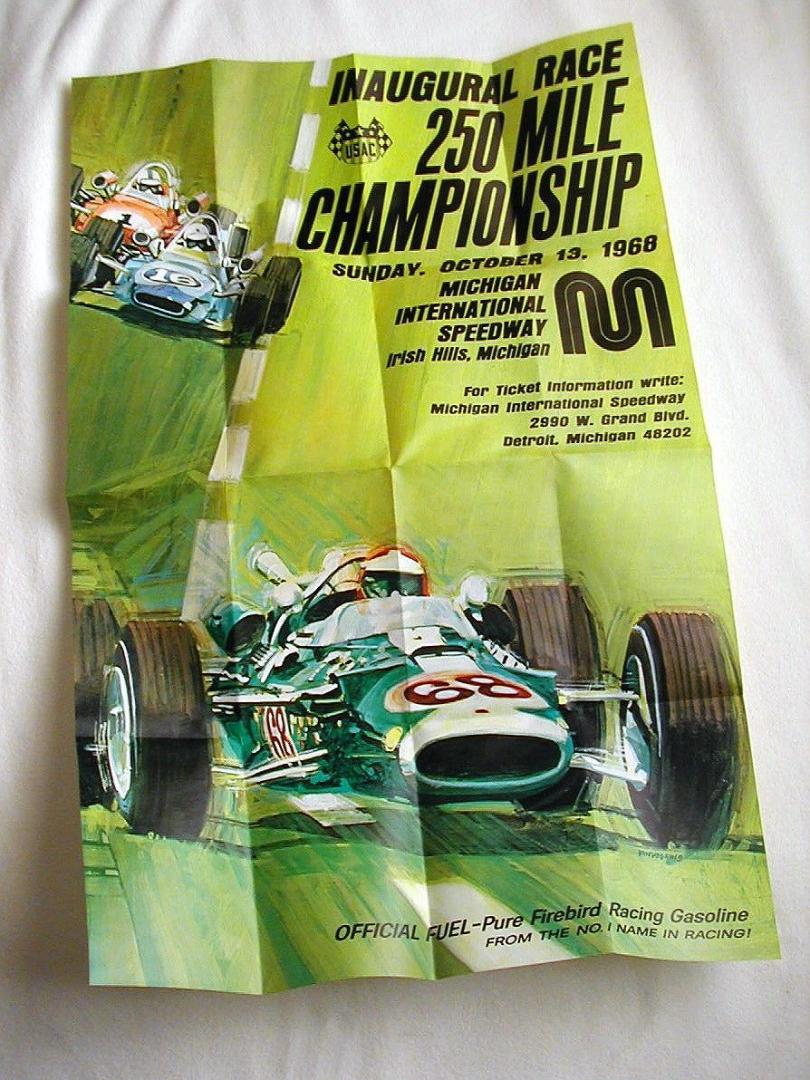 INAUGURAL RACE
USAC
250 MILE
CHAMPIONSHIP
SUNDAY, OCTOBER 13, 1968
MICHIGAN
INTERNATIONAL
SPEEDWAY
Irish Hills, Michigan
For Ticket Information write:
Michigan International Speedway
2990 W. Grand Blvd.
Detroit, Michigan 48202
1
16
68
68
OFFICIAL FUEL-Pure Firebird Racing Gasoline
FROM THE NO. 1 NAME IN RACING!